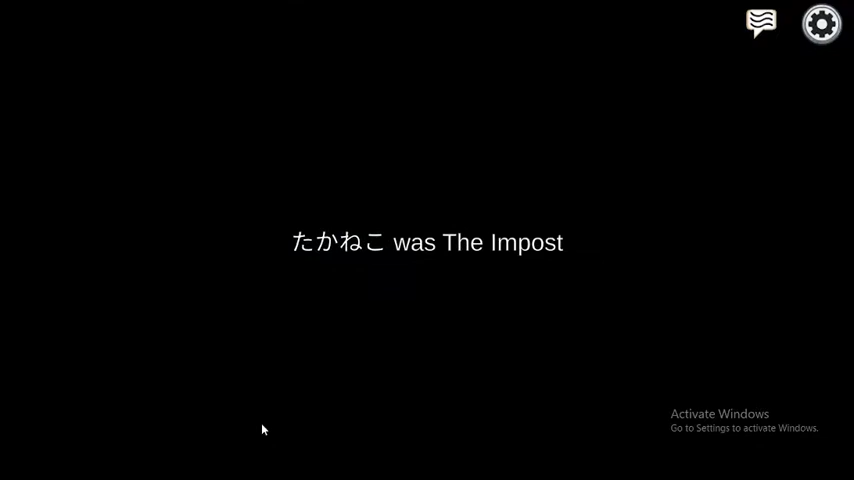 たかねこ was The Impost
Activate Windows
Go to Settings to activate Windows.